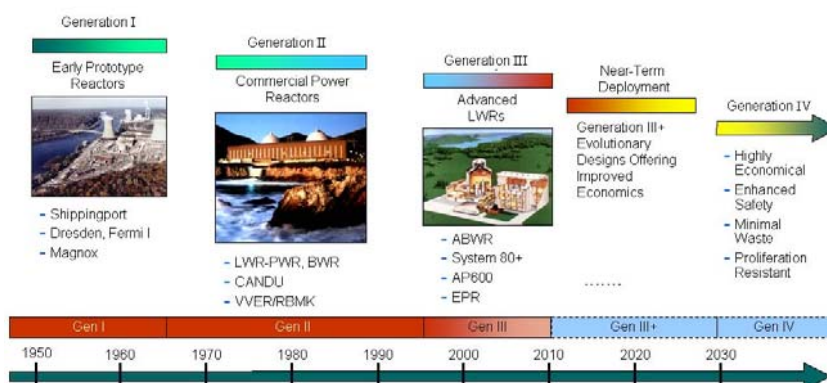 Generation I
Early Prototype
Reactors
- Shippingport
- Dresden, Fermi I
- Magnox
Generation II
Commercial Power
Reactors
- LWR-PWR, BWR
- CANDU
- VVER/RBMK
Generation III
Advanced
LWRs
- ABWR
- System 80+
- AP600
- EPR
Near-Term
Deployment
Generation III+
Evolutionary
Designs Offering
Improved
Economics
......
Generation IV
- Highly
Economical
- Enhanced
Safety
- Minimal
Waste
- Proliferation
Resistant
Gen I Gen II Gen III Gen III+ Gen IV
1950 1960 1970 1980 1990 2000 2010 2020 2030